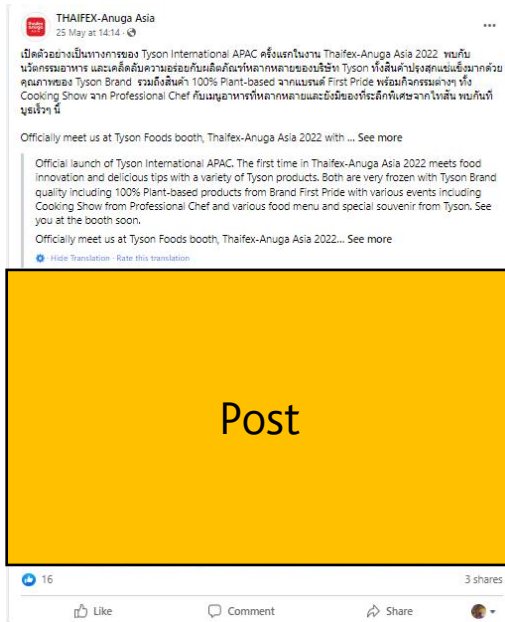 THAIFEX-Anuga Asia
25 May at 14:14 ·
เปิดตัวอย่างเป็นทางการของ Tyson International APAC ครั้งแรกในงาน Thaifex-Anuga Asia 2022 พบกับ
นวัตกรรมอาหาร และเคล็ดลับความอร่อยกับผลิตภัณฑ์หลากหลายของบริษัท Tyson ทั้งสินค้าปรุงสุกแช่แข็งมากด้วย
คุณภาพของ Tyson Brand รวมถึงสินค้า 100% Plant-based จากแบรนด์ First Pride พร้อมกิจกรรมต่างๆ ทั้ง
Cooking Show จาก Professional Chef กับเมนูอาหารที่หลากหลายและยังมีของที่ระลึกพิเศษจากไทสัน พบกันที่
บูธเร็วๆ นี้
Officially meet us at Tyson Foods booth, Thaifex-Anuga Asia 2022 with ... See more
Official launch of Tyson International APAC. The first time in Thaifex-Anuga Asia 2022 meets food
innovation and delicious tips with a variety of Tyson products. Both are very frozen with Tyson Brand
quality including 100% Plant-based products from Brand First Pride with various events including
Cooking Show from Professional Chef and various food menu and special souvenir from Tyson. See
you at the booth soon.
Officially meet us at Tyson Foods booth, Thaifex-Anuga Asia 2022... See more
· Hide Translation · Rate this translation
Post
16
3 shares
Like
Comment
Share